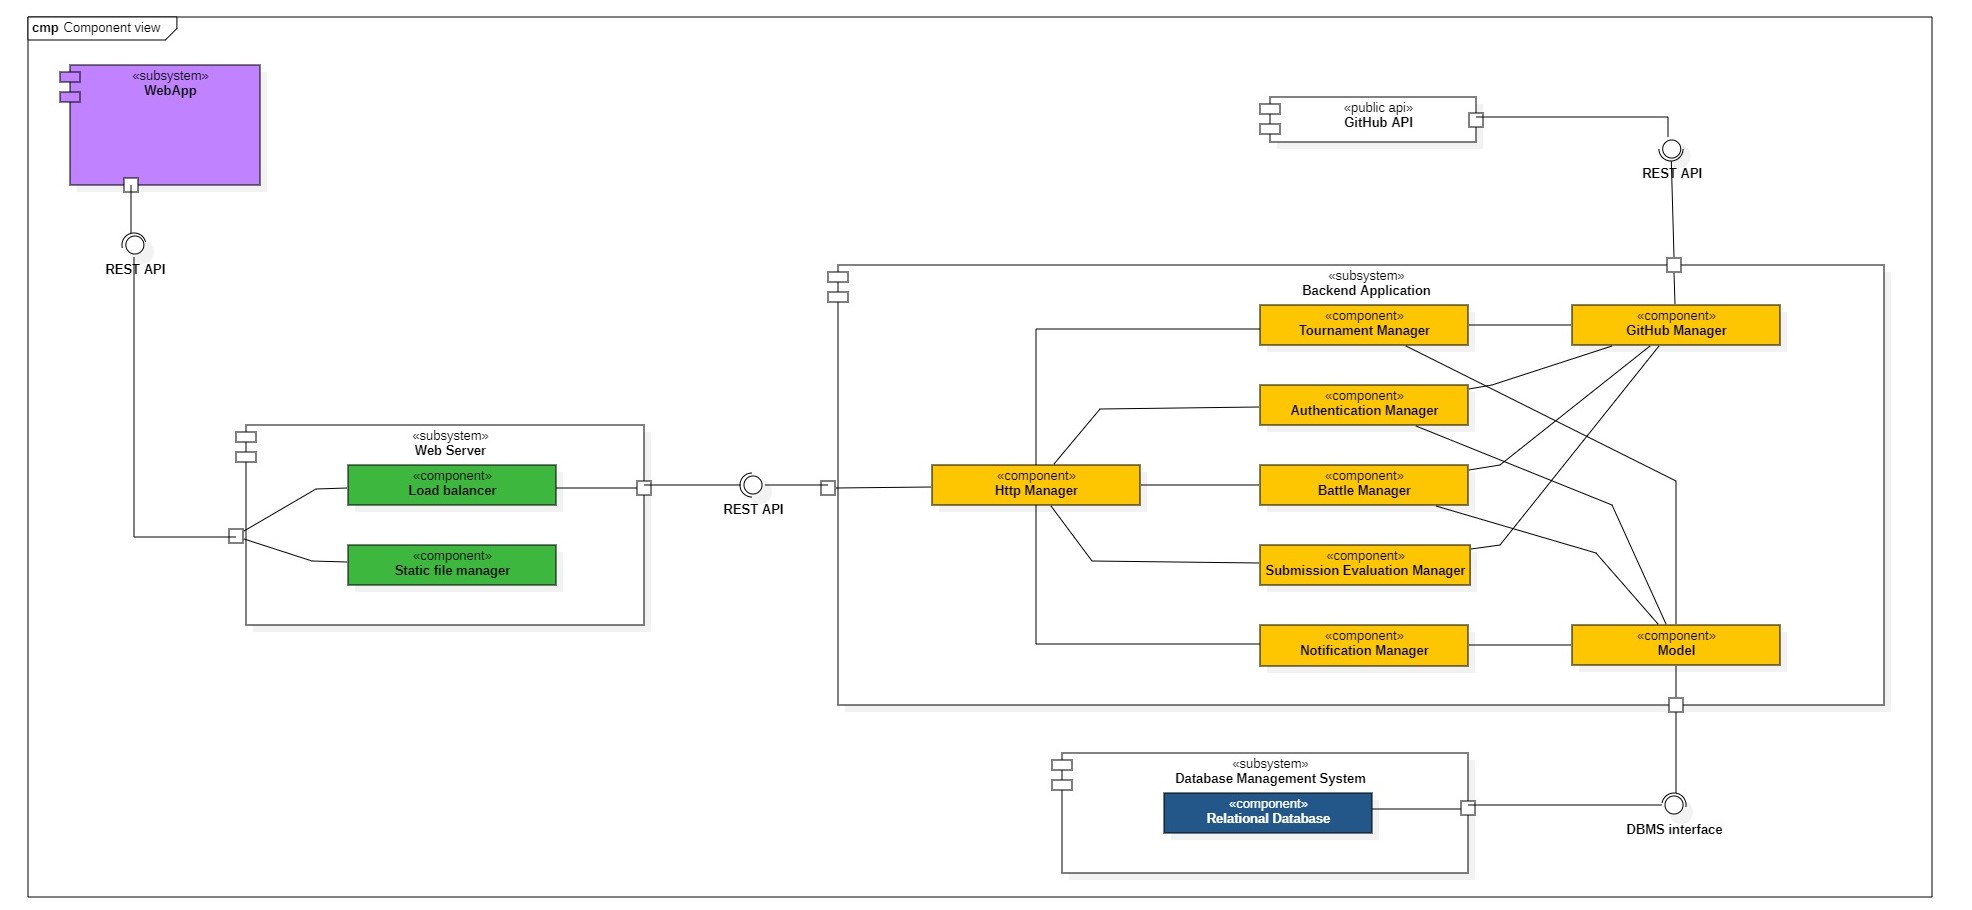 cmp Component view
«subsystem»
WebApp
REST API
«public api»
GitHub API
REST API
«subsystem»
Web Server
«component»
Load balancer
«component»
Static file manager
REST API
«subsystem»
Backend Application
«component»
Http Manager
«component»
Tournament Manager
«component»
GitHub Manager
«component»
Authentication Manager
«component»
Battle Manager
«component»
Submission Evaluation Manager
«component»
Notification Manager
«component»
Model
«subsystem»
Database Management System
«component»
Relational Database
DBMS interface